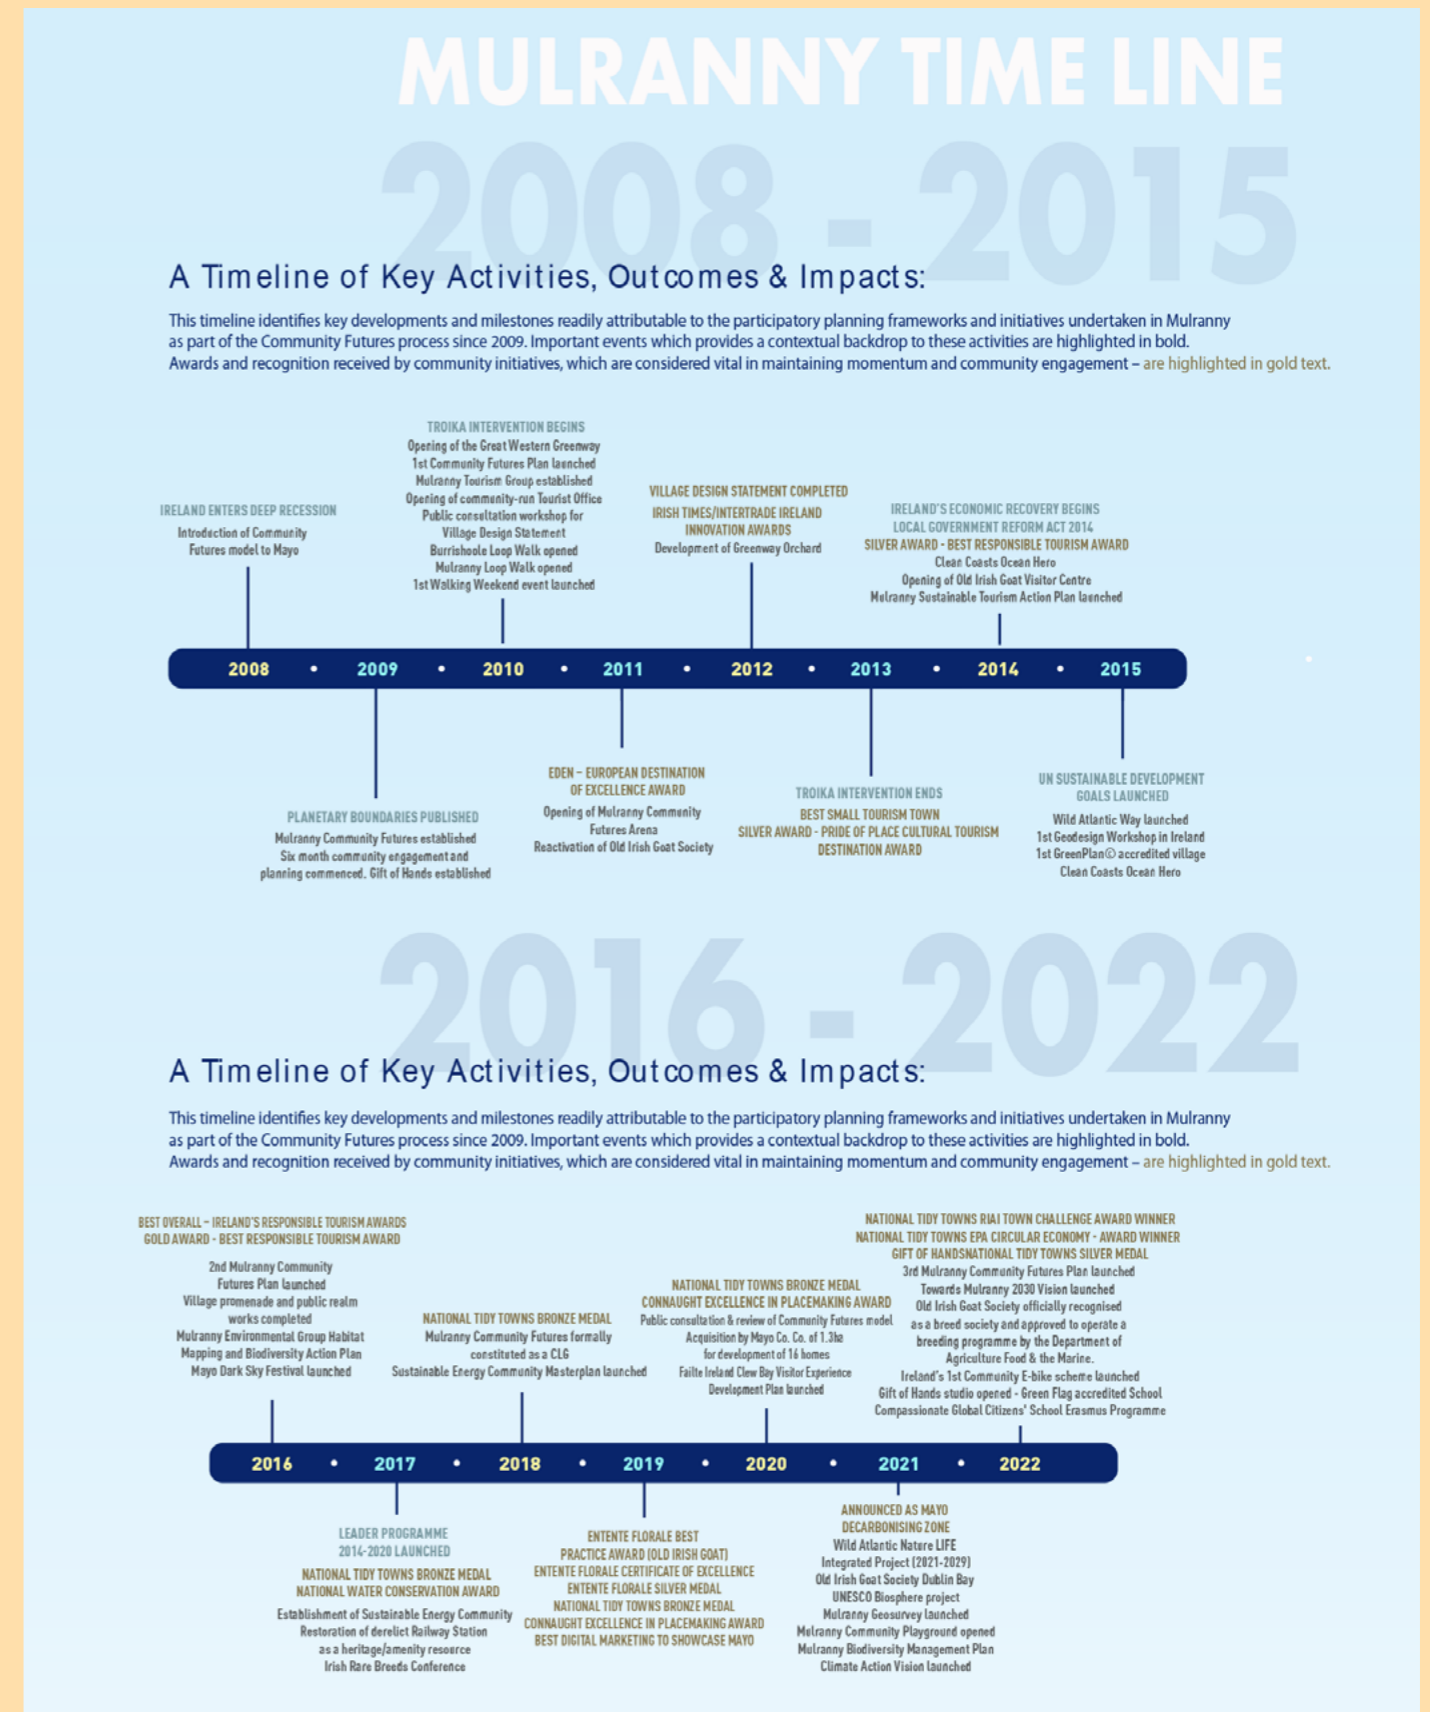 MULRANNY TIME LINE
2008 - 2015
A Timeline of Key Activities, Outcomes & Impacts:
This timeline identifies key developments and milestones readily attributable to the participatory planning frameworks and initiatives undertaken in Mulranny
as part of the Community Futures process since 2009. Important events which provides a contextual backdrop to these activities are highlighted in bold.
Awards and recognition received by community initiatives, which are considered vital in maintaining momentum and community engagement – are highlighted in gold text.
IRELAND ENTERS DEEP RECESSION
Introduction of Community
Futures model to Mayo
TROIKA INTERVENTION BEGINS
Opening of the Great Western Greenway
1st Community Futures Plan launched
Mulranny Tourism Group established
Opening of community-run Tourist Office
Public consultation workshop for
Village Design Statement
Burrishoole Loop Walk opened
Mulranny Loop Walk opened
1st Walking Weekend event launched
VILLAGE DESIGN STATEMENT COMPLETED
IRISH TIMES/INTERTRADE IRELAND
INNOVATION AWARDS
Development of Greenway Orchard
IRELAND'S ECONOMIC RECOVERY BEGINS
LOCAL GOVERNMENT REFORM ACT 2014
SILVER AWARD - BEST RESPONSIBLE TOURISM AWARD
Clean Coasts Ocean Hero
Opening of Old Irish Goat Visitor Centre
Mulranny Sustainable Tourism Action Plan launched
2008 • 2009 • 2010 • 2011 • 2012 • 2013 • 2014 • 2015
PLANETARY BOUNDARIES PUBLISHED
Mulranny Community Futures established
Six month community engagement and
planning commenced. Gift of Hands established
EDEN – EUROPEAN DESTINATION
OF EXCELLENCE AWARD
Opening of Mulranny Community
Futures Arena
Reactivation of Old Irish Goat Society
TROIKA INTERVENTION ENDS
BEST SMALL TOURISM TOWN
SILVER AWARD - PRIDE OF PLACE CULTURAL TOURISM
DESTINATION AWARD
UN SUSTAINABLE DEVELOPMENT
GOALS LAUNCHED
Wild Atlantic Way launched
1st Geodesign Workshop in Ireland
1st GreenPlan© accredited village
Clean Coasts Ocean Hero
2016 - 2022
A Timeline of Key Activities, Outcomes & Impacts:
This timeline identifies key developments and milestones readily attributable to the participatory planning frameworks and initiatives undertaken in Mulranny
as part of the Community Futures process since 2009. Important events which provides a contextual backdrop to these activities are highlighted in bold.
Awards and recognition received by community initiatives, which are considered vital in maintaining momentum and community engagement – are highlighted in gold text.
BEST OVERALL – IRELAND'S RESPONSIBLE TOURISM AWARDS
GOLD AWARD - BEST RESPONSIBLE TOURISM AWARD
2nd Mulranny Community
Futures Plan launched
Village promenade and public realm
works completed
Mulranny Environmental Group Habitat
Mapping and Biodiversity Action Plan
Mayo Dark Sky Festival launched
NATIONAL TIDY TOWNS BRONZE MEDAL
Mulranny Community Futures formally
constituted as a CLG
Sustainable Energy Community Masterplan launched
NATIONAL TIDY TOWNS BRONZE MEDAL
CONNAUGHT EXCELLENCE IN PLACEMAKING AWARD
Public consultation & review of Community Futures model
Acquisition by Mayo Co. Co. of 1.3ha
for development of 16 homes
Failte Ireland Clew Bay Visitor Experience
Development Plan launched
NATIONAL TIDY TOWNS RIAI TOWN CHALLENGE AWARD WINNER
NATIONAL TIDY TOWNS EPA CIRCULAR ECONOMY - AWARD WINNER
GIFT OF HANDSNATIONAL TIDY TOWNS SILVER MEDAL
3rd Mulranny Community Futures Plan launched
Towards Mulranny 2030 Vision launched
Old Irish Goat Society officially recognised
as a breed society and approved to operate a
breeding programme by the Department of
Agriculture Food & the Marine.
Ireland's 1st Community E-bike scheme launched
Gift of Hands studio opened - Green Flag accredited School
Compassionate Global Citizens' School Erasmus Programme
2016 • 2017 • 2018 • 2019 • 2020 • 2021 • 2022
LEADER PROGRAMME
2014-2020 LAUNCHED
NATIONAL TIDY TOWNS BRONZE MEDAL
NATIONAL WATER CONSERVATION AWARD
Establishment of Sustainable Energy Community
Restoration of derelict Railway Station
as a heritage/amenity resource
Irish Rare Breeds Conference
ENTENTE FLORALE BEST
PRACTICE AWARD (OLD IRISH GOAT)
ENTENTE FLORALE CERTIFICATE OF EXCELLENCE
ENTENTE FLORALE SILVER MEDAL
NATIONAL TIDY TOWNS BRONZE MEDAL
CONNAUGHT EXCELLENCE IN PLACEMAKING AWARD
BEST DIGITAL MARKETING TO SHOWCASE MAYO
ANNOUNCED AS MAYO
DECARBONISING ZONE
Wild Atlantic Nature LIFE
Integrated Project (2021-2029)
Old Irish Goat Society Dublin Bay
UNESCO Biosphere project
Mulranny Geosurvey launched
Mulranny Community Playground opened
Mulranny Biodiversity Management Plan
Climate Action Vision launched